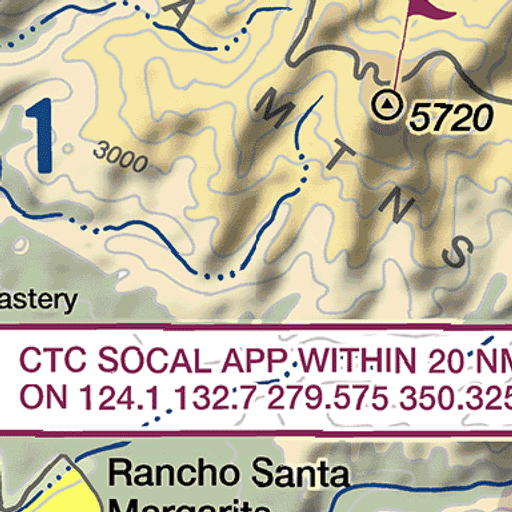 A
MTNS
5720
1
3000
astery
CTC SOCAL APP WITHIN 20 NM
ON 124.1 132.7 279.575 350.325
Rancho Santa
Margarita